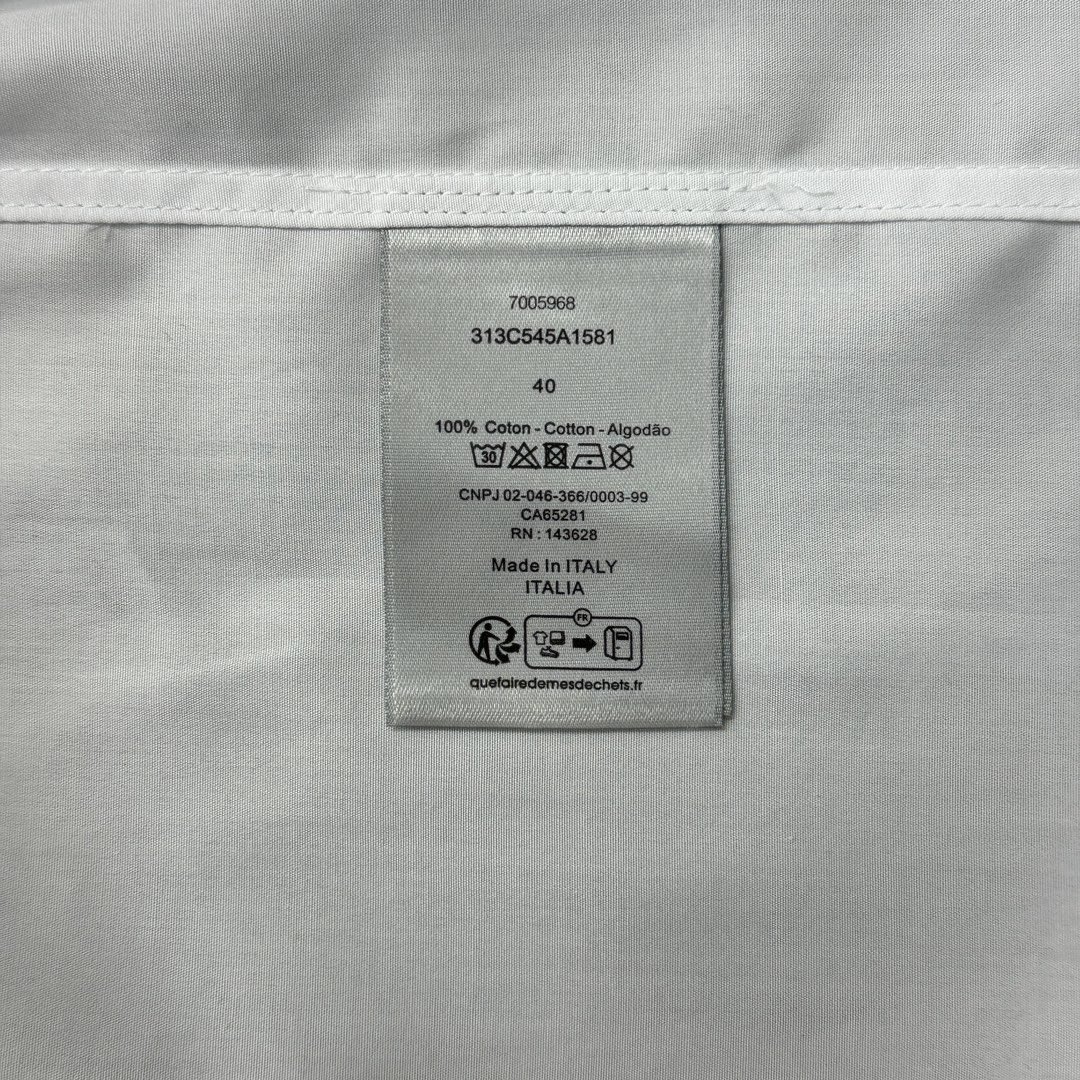 7005968
313C545A1581
40
100% Coton - Cotton - Algodão
30
CNPJ 02-046-366/0003-99
CA65281
RN : 143628
Made In ITALY
ITALIA
FR
quefairedemesdechets.fr